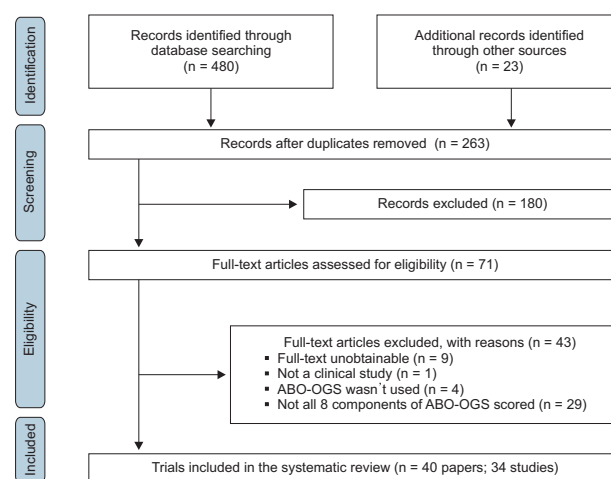 Identification
Records identified through
database searching
(n = 480)
Additional records identified
through other sources
(n = 23)
Screening
Records after duplicates removed (n = 263)
Records excluded (n = 180)
Eligibility
Full-text articles assessed for eligibility (n = 71)
Full-text articles excluded, with reasons (n = 43)
▪ Full-text unobtainable (n = 9)
▪ Not a clinical study (n = 1)
▪ ABO-OGS wasn't used (n = 4)
▪ Not all 8 components of ABO-OGS scored (n = 29)
Included
Trials included in the systematic review (n = 40 papers; 34 studies)